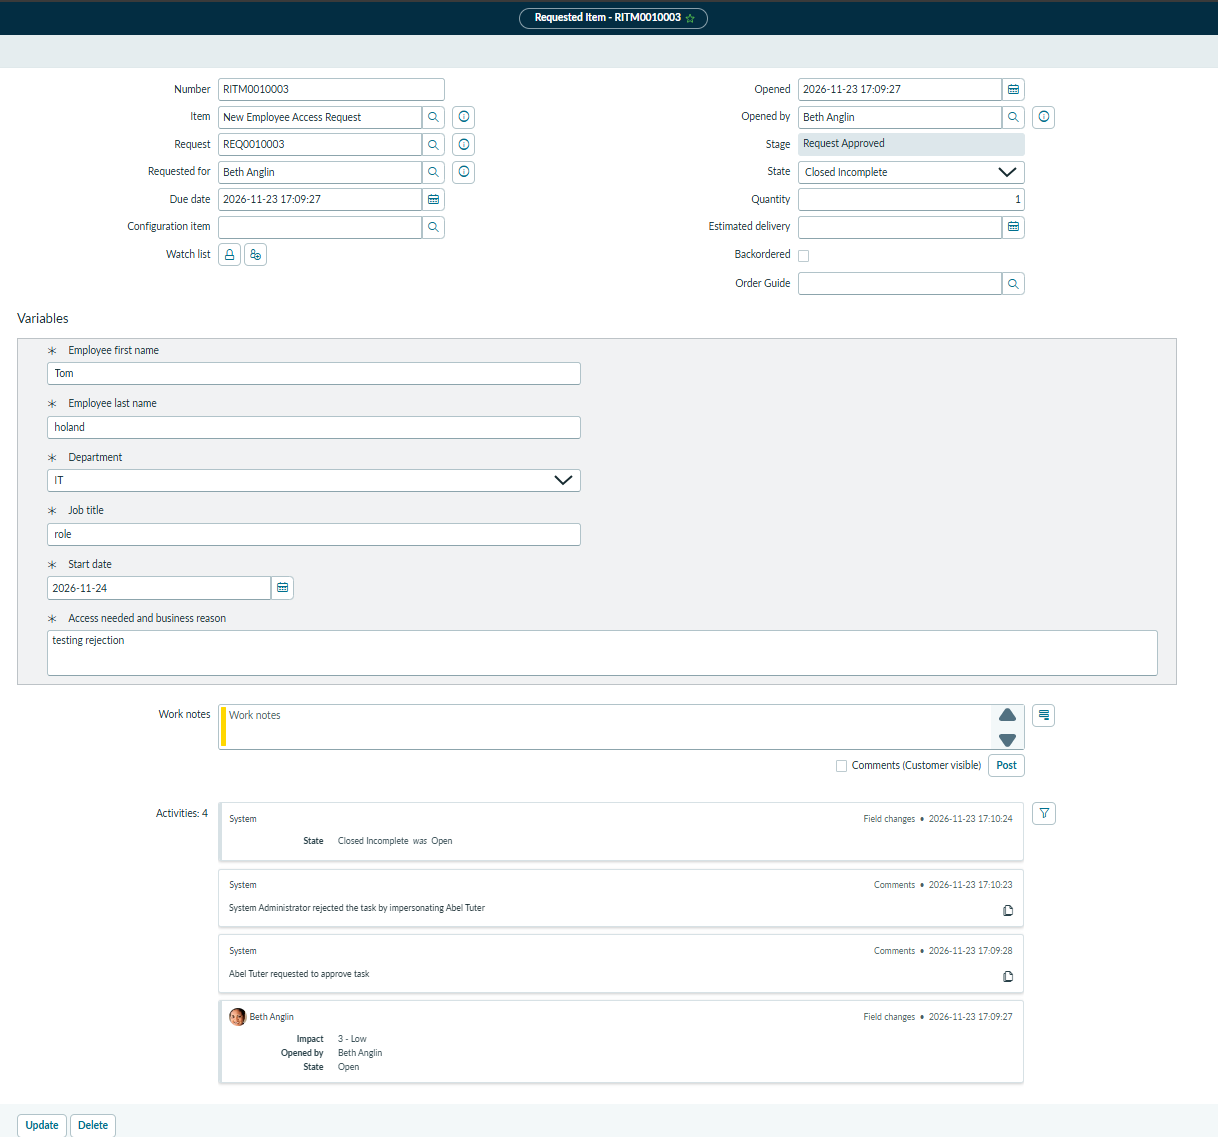 Requested Item - RITM0010003
Number RITM0010003
Item New Employee Access Request
Request REQ0010003
Requested for Beth Anglin
Due date 2026-11-23 17:09:27
Configuration item
Watch list
Opened 2026-11-23 17:09:27
Opened by Beth Anglin
Stage Request Approved
State Closed Incomplete
Quantity 1
Estimated delivery
Backordered
Order Guide
Variables
Employee first name
Tom
Employee last name
holand
Department
IT
Job title
role
Start date
2026-11-24
Access needed and business reason
testing rejection
Work notes Work notes
Comments (Customer visible) Post
Activities: 4
System Field changes • 2026-11-23 17:10:24
State Closed Incomplete was Open
System Comments • 2026-11-23 17:10:23
System Administrator rejected the task by impersonating Abel Tuter
System Comments • 2026-11-23 17:09:28
Abel Tuter requested to approve task
Beth Anglin Field changes • 2026-11-23 17:09:27
Impact 3 - Low
Opened by Beth Anglin
State Open
Update Delete